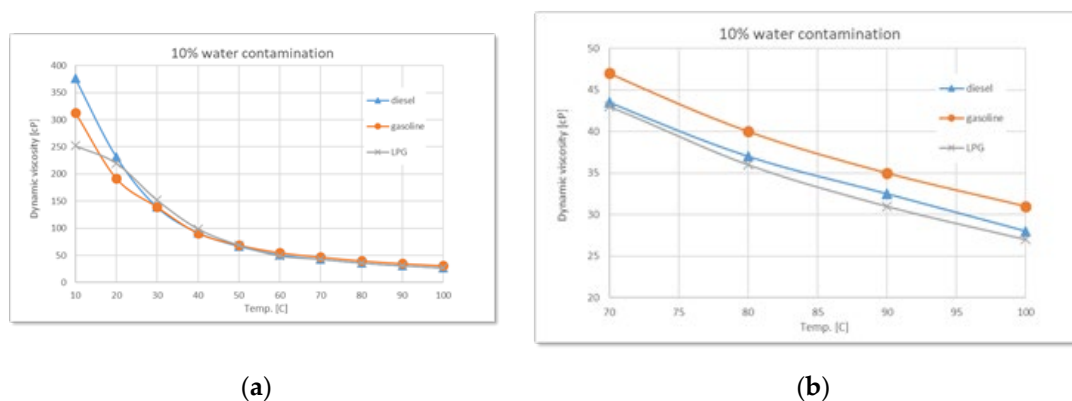 10% water contamination
Dynamic viscosity [cP]
400
350
300
250
200
150
100
50
0
diesel
gasoline
LPG
10 20 30 40 50 60 70 80 90 100
Temp. [C]
(a)
10% water contamination
Dynamic viscosity [cP]
50
45
40
35
30
25
20
diesel
gasoline
LPG
70 75 80 85 90 95 100
Temp. [C]
(b)